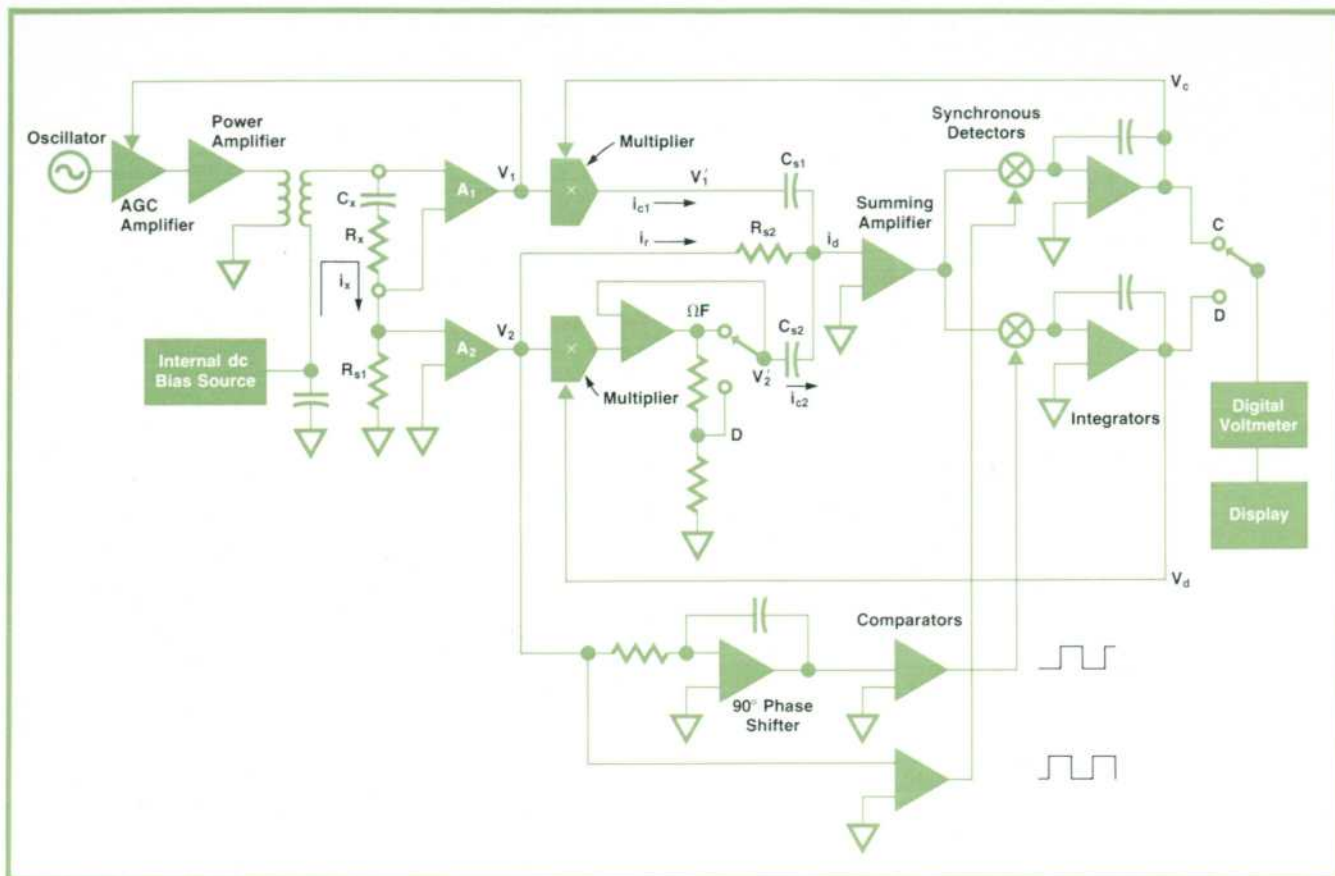 Oscillator
AGC
Amplifier
Power
Amplifier
Internal dc
Bias Source
Cx
Rx
ix
Rs1
A1
A2
V1
V2
×
Multiplier
V1′
ic1
ir
Rs2
Cs1
id
×
Multiplier
ΩF
D
V2′
Cs2
ic2
Summing
Amplifier
Synchronous
Detectors
Vc
C
D
Integrators
Digital
Voltmeter
Display
Vd
90° Phase
Shifter
Comparators